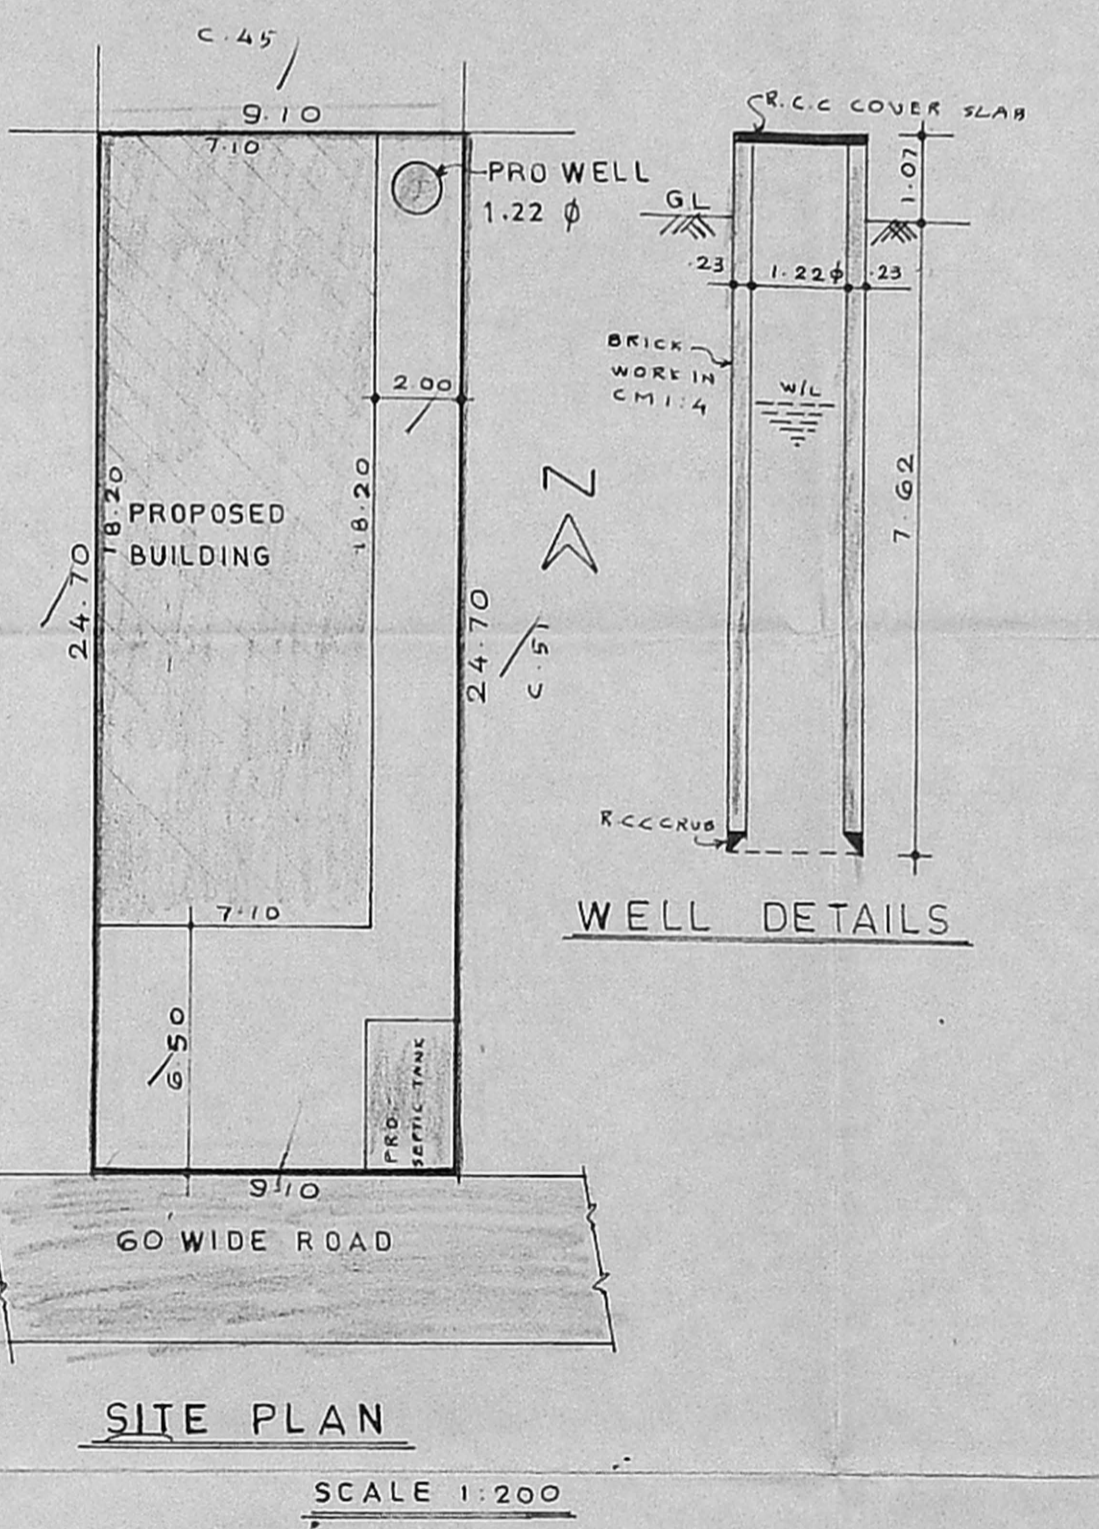 C.45
9.10
7.10
PRO WELL
1.22 ϕ
2.00
18.20
18.20
PROPOSED
BUILDING
24.70
24.70
C.51
N
7.10
6.50
PRO.
SEPTIC TANK
9.10
60' WIDE ROAD
SITE PLAN
SCALE 1:200
R.C.C COVER SLAB
1.07
G.L
.23
1.22ϕ
.23
BRICK
WORK IN
CM 1:4
W/L
7.62
R.C.C CRUB
WELL DETAILS